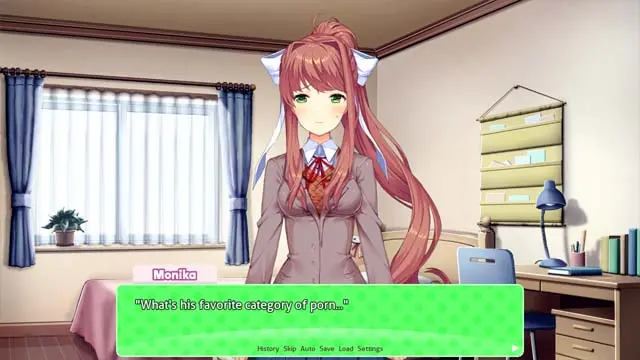 Monika
"What's his favorite category of porn..."
History Skip Auto Save Load Settings